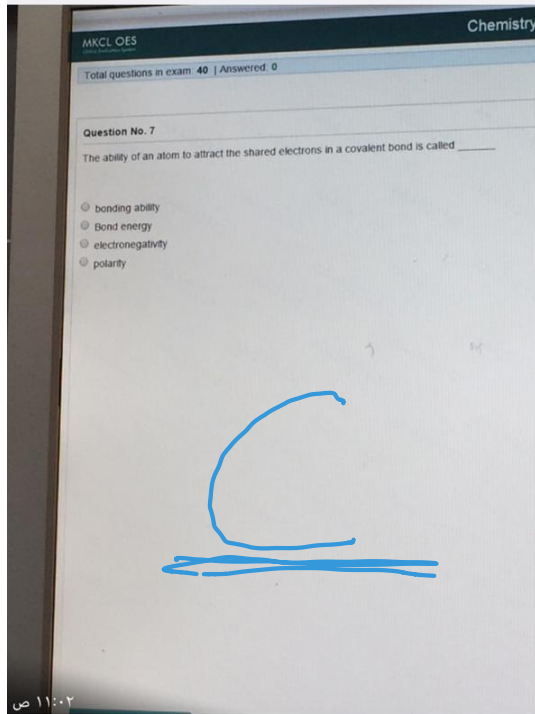 Chemistry
MKCL OES
Total questions in exam: 40 | Answered: 0
Question No. 7
The ability of an atom to attract the shared electrons in a covalent bond is called ______
bonding ability
Bond energy
electronegativity
polarity
C
١١:٠٢ ص